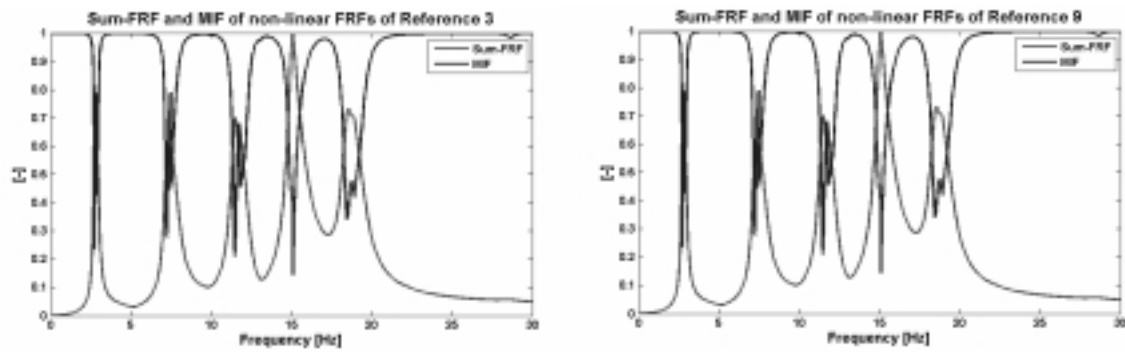 Sum-FRF and MIF of non-linear FRFs of Reference 3
1
0.9
0.8
0.7
0.6
0.5
0.4
0.3
0.2
0.1
0
[-]
Sum-FRF
MIF
0 5 10 15 20 25 30
Frequency [Hz]
Sum-FRF and MIF of non-linear FRFs of Reference 9
1
0.9
0.8
0.7
0.6
0.5
0.4
0.3
0.2
0.1
0
[-]
Sum-FRF
MIF
0 5 10 15 20 25 30
Frequency [Hz]